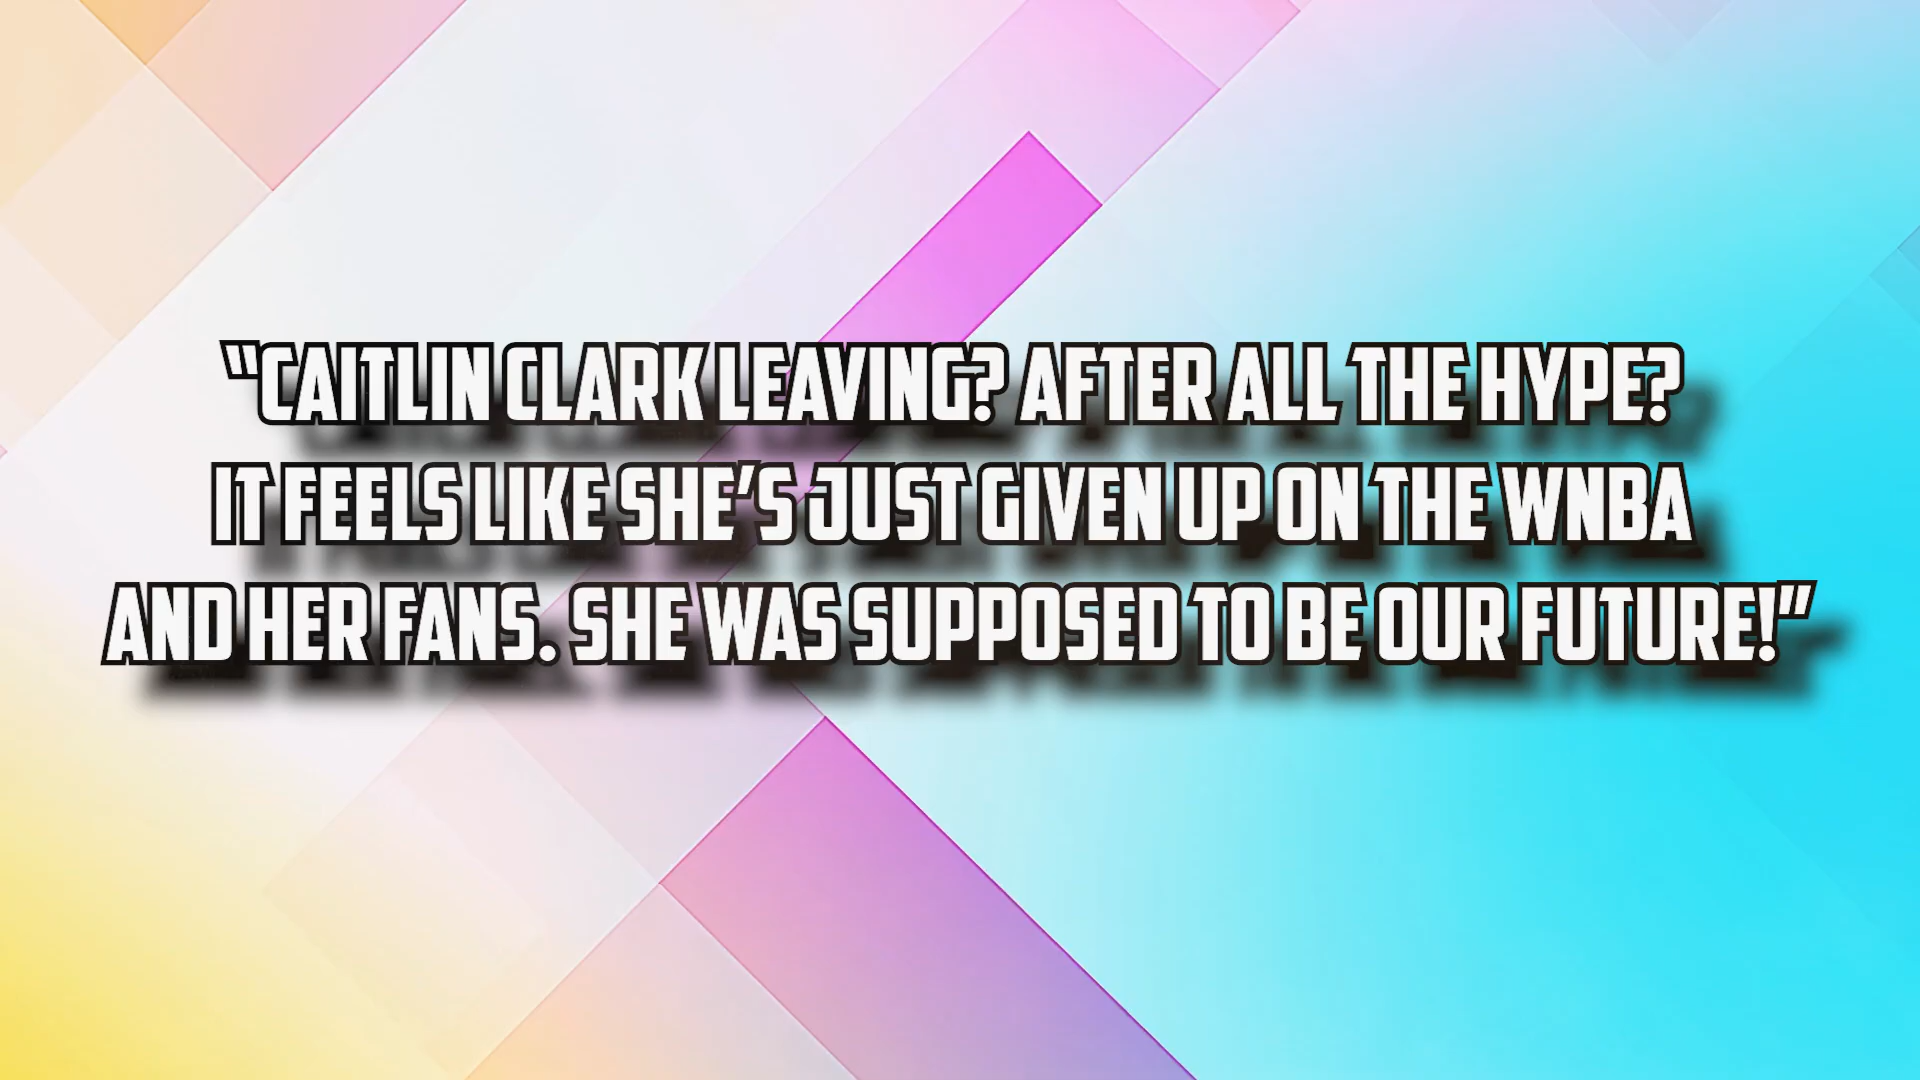 “CAITLIN CLARK LEAVING? AFTER ALL THE HYPE?
IT FEELS LIKE SHE’S JUST GIVEN UP ON THE WNBA
AND HER FANS. SHE WAS SUPPOSED TO BE OUR FUTURE!”